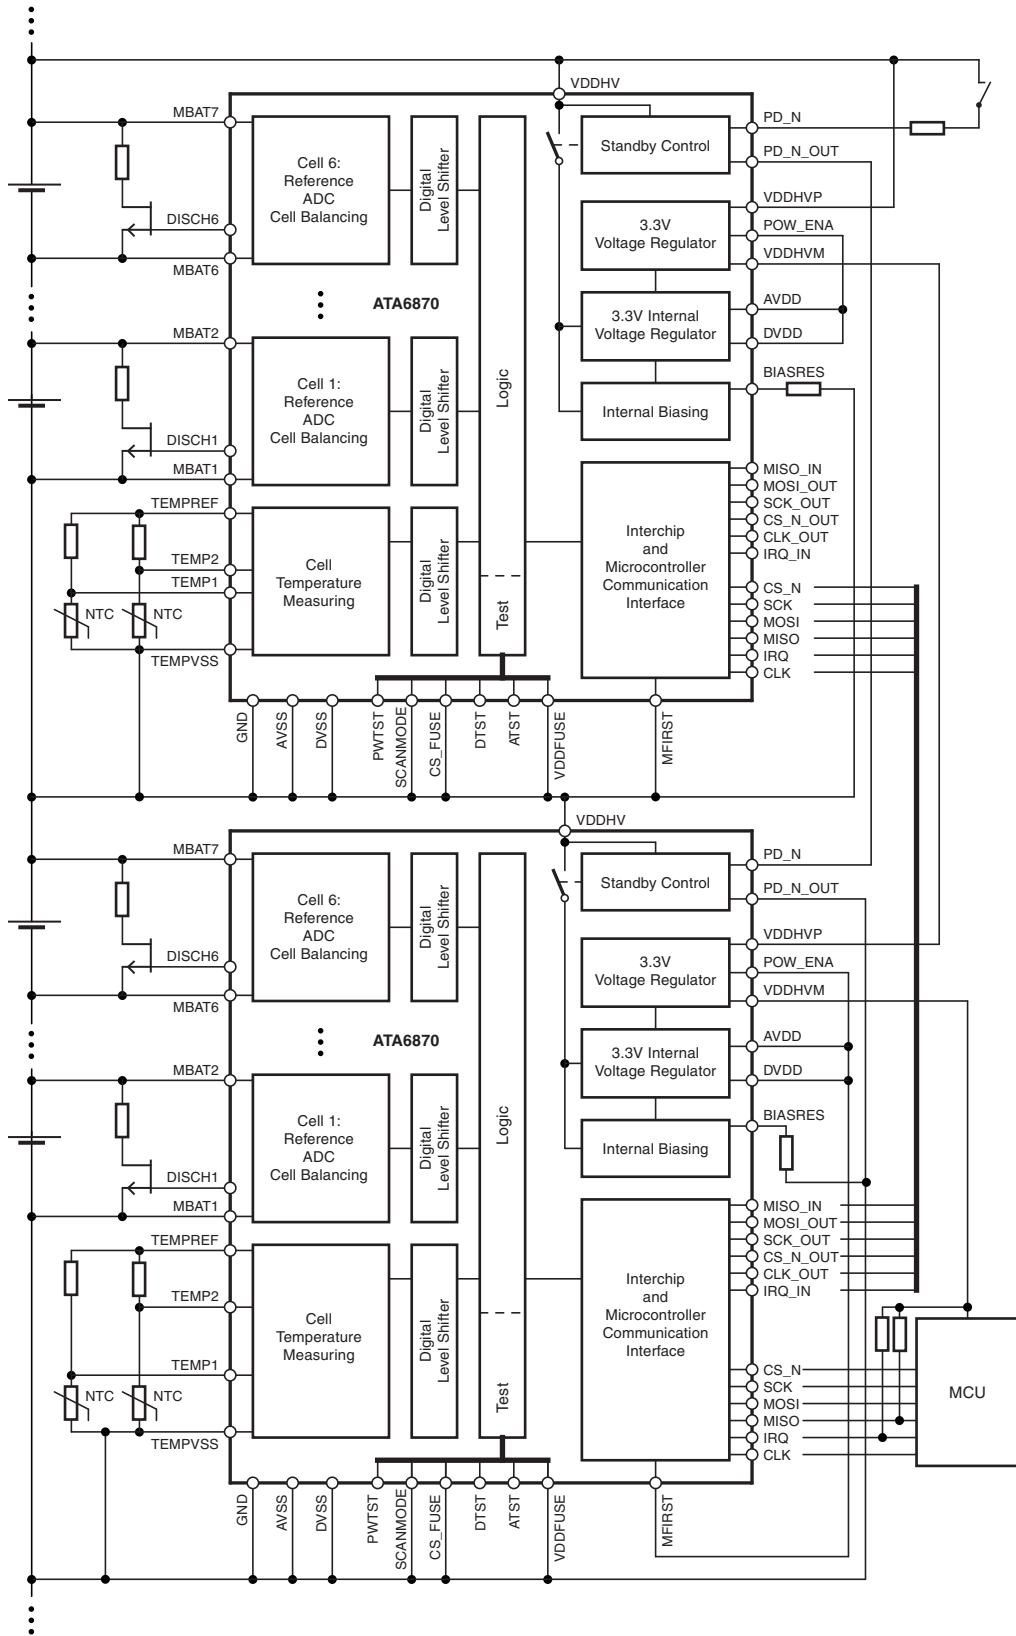 VDDHV
MBAT7
Cell 6:
Reference
ADC
Cell Balancing
Digital
Level Shifter
Standby Control
PD_N
PD_N_OUT
DISCH6
MBAT6
3.3V
Voltage Regulator
VDDHVP
POW_ENA
VDDHVM
ATA6870
3.3V Internal
Voltage Regulator
AVDD
DVDD
MBAT2
Cell 1:
Reference
ADC
Cell Balancing
Digital
Level Shifter
Logic
Internal Biasing
BIASRES
DISCH1
MBAT1
TEMPREF
TEMP2
TEMP1
NTC
NTC
TEMPVSS
Cell
Temperature
Measuring
Digital
Level Shifter
Test
Interchip
and
Microcontroller
Communication
Interface
MISO_IN
MOSI_OUT
SCK_OUT
CS_N_OUT
CLK_OUT
IRQ_IN
CS_N
SCK
MOSI
MISO
IRQ
CLK
GND
AVSS
DVSS
PWTST
SCANMODE
CS_FUSE
DTST
ATST
VDDFUSE
MFIRST
VDDHV
MBAT7
Cell 6:
Reference
ADC
Cell Balancing
Digital
Level Shifter
Standby Control
PD_N
PD_N_OUT
DISCH6
MBAT6
3.3V
Voltage Regulator
VDDHVP
POW_ENA
VDDHVM
ATA6870
3.3V Internal
Voltage Regulator
AVDD
DVDD
MBAT2
Cell 1:
Reference
ADC
Cell Balancing
Digital
Level Shifter
Logic
Internal Biasing
BIASRES
DISCH1
MBAT1
TEMPREF
TEMP2
TEMP1
NTC
NTC
TEMPVSS
Cell
Temperature
Measuring
Digital
Level Shifter
Test
Interchip
and
Microcontroller
Communication
Interface
MISO_IN
MOSI_OUT
SCK_OUT
CS_N_OUT
CLK_OUT
IRQ_IN
CS_N
SCK
MOSI
MISO
IRQ
CLK
MCU
GND
AVSS
DVSS
PWTST
SCANMODE
CS_FUSE
DTST
ATST
VDDFUSE
MFIRST